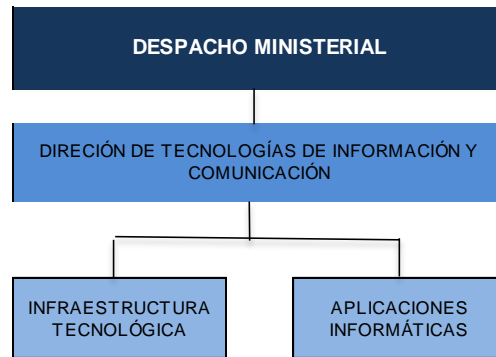 DESPACHO MINISTERIAL
DIRECIÓN DE TECNOLOGÍAS DE INFORMACIÓN Y
COMUNICACIÓN
INFRAESTRUCTURA
TECNOLÓGICA
APLICACIONES
INFORMÁTICAS